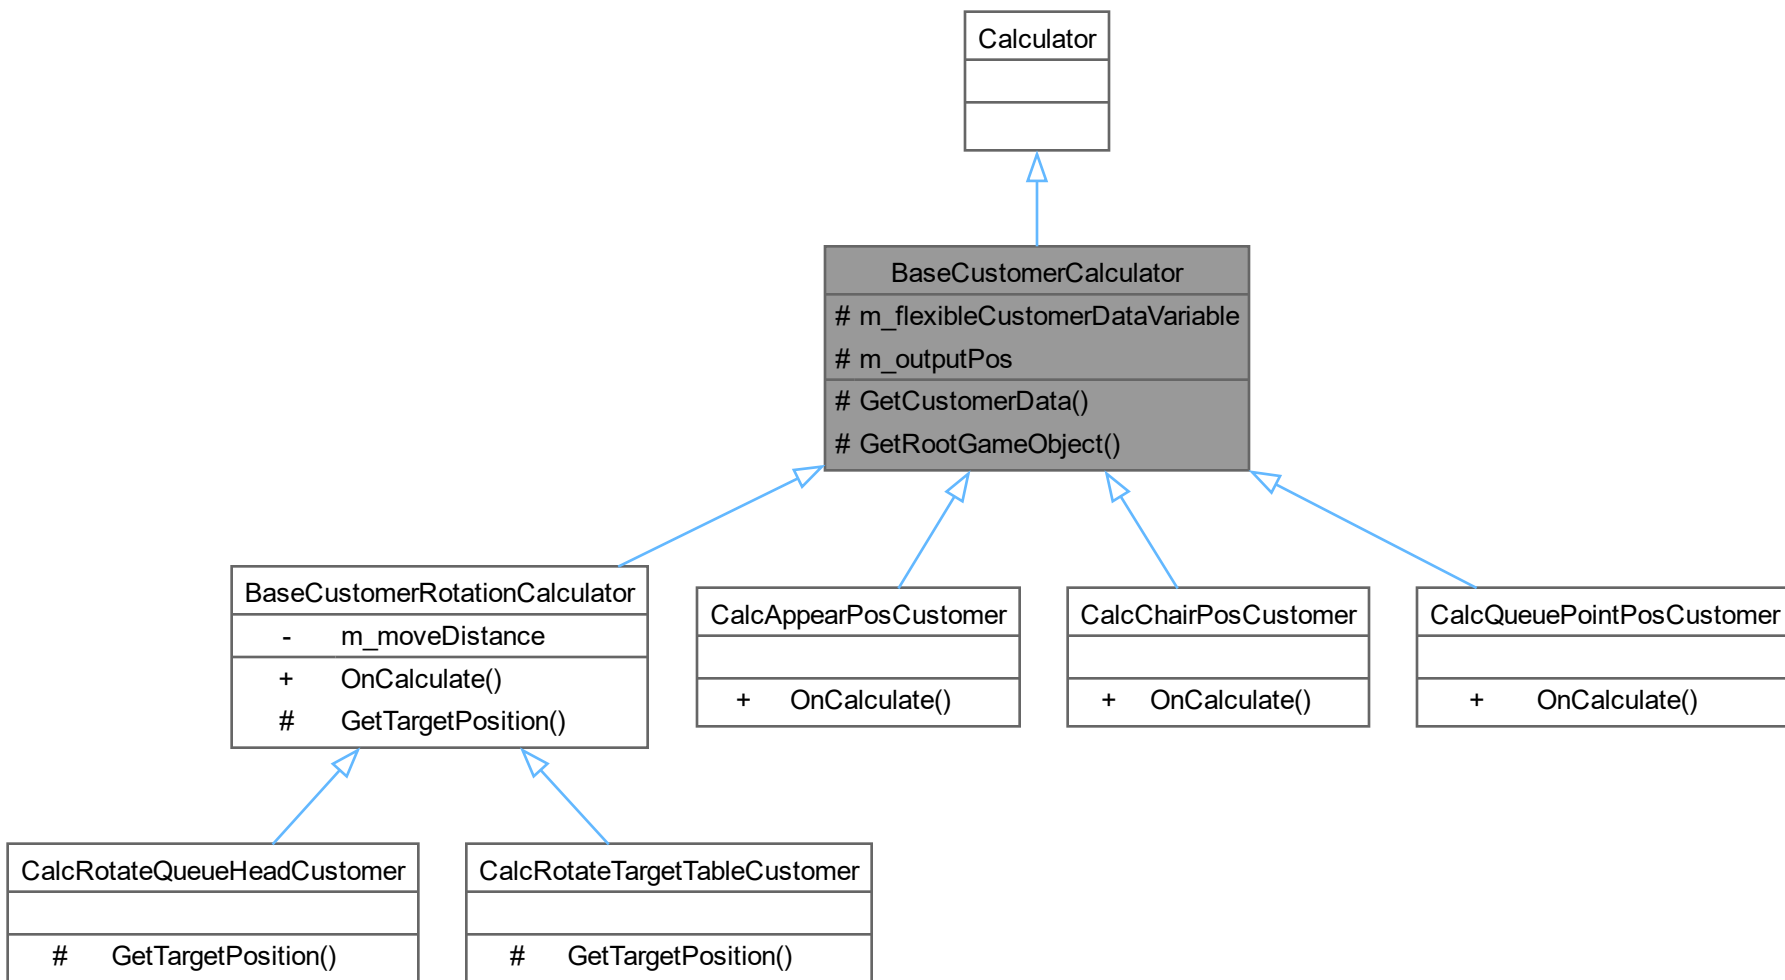 Calculator
BaseCustomerCalculator
# m_flexibleCustomerDataVariable
# m_outputPos
# GetCustomerData()
# GetRootGameObject()
BaseCustomerRotationCalculator
- m_moveDistance
+ OnCalculate()
# GetTargetPosition()
CalcAppearPosCustomer
+ OnCalculate()
CalcChairPosCustomer
+ OnCalculate()
CalcQueuePointPosCustomer
+ OnCalculate()
CalcRotateQueueHeadCustomer
# GetTargetPosition()
CalcRotateTargetTableCustomer
# GetTargetPosition()